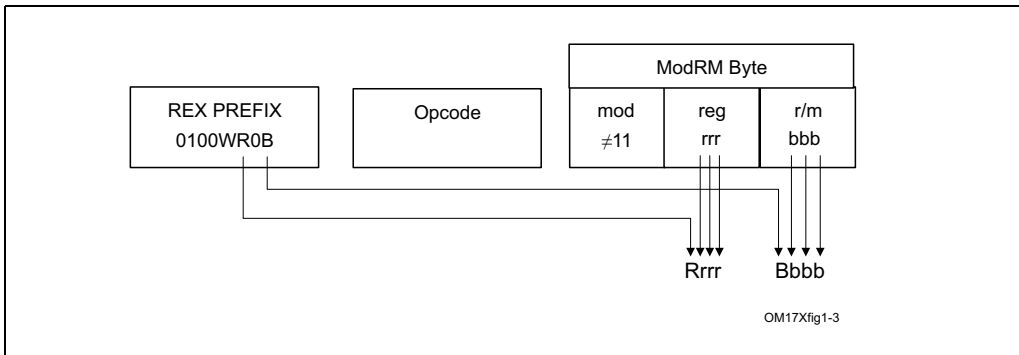 ModRM Byte
REX PREFIX
0100WR0B
Opcode
mod
≠11
reg
rrr
r/m
bbb
Rrrr
Bbbb
OM17Xfig1-3